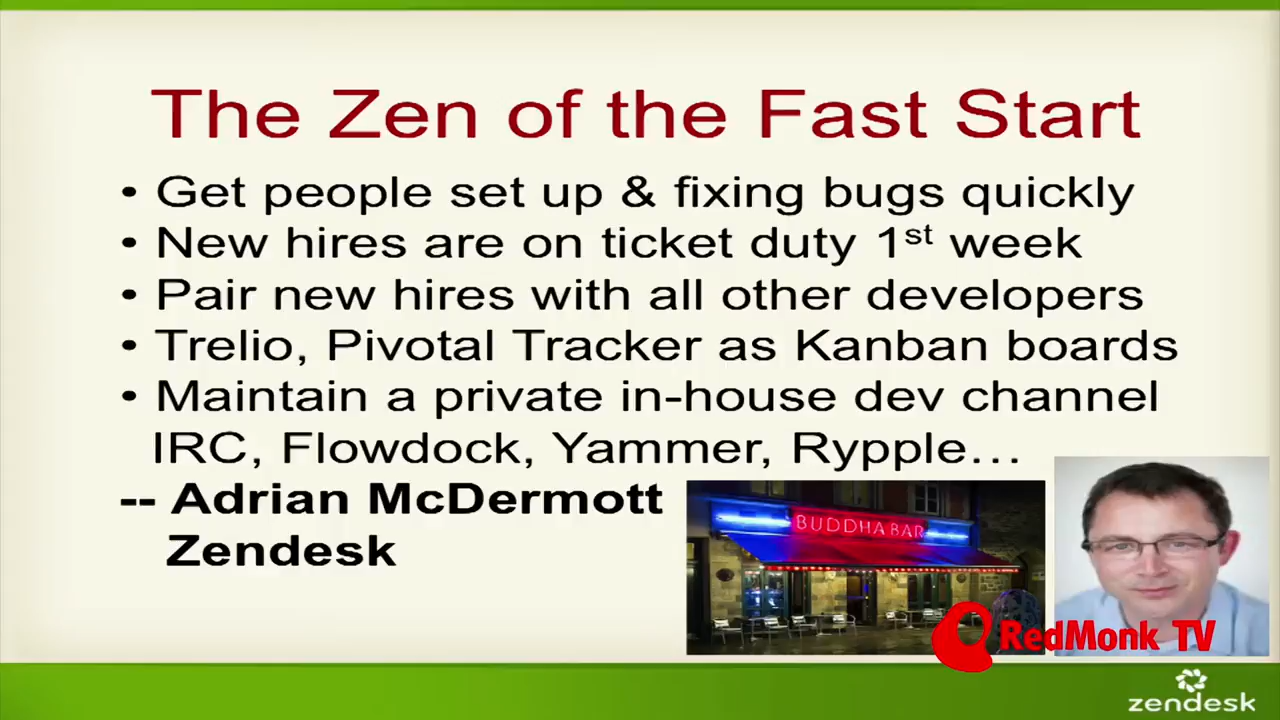 The Zen of the Fast Start
• Get people set up & fixing bugs quickly
• New hires are on ticket duty 1st week
• Pair new hires with all other developers
• Trelio, Pivotal Tracker as Kanban boards
• Maintain a private in-house dev channel
IRC, Flowdock, Yammer, Rypple…
-- Adrian McDermott
Zendesk
BUDDHA BAR
RedMonk TV
zendesk